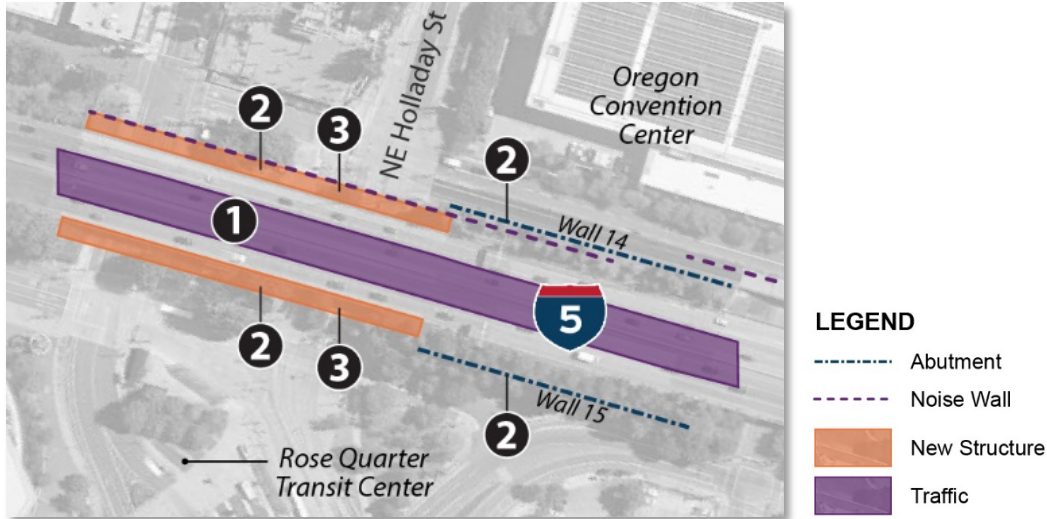 Oregon
Convention
Center
NE Holladay St
2
3
2
1
Wall 14
5
2
3
Wall 15
2
Rose Quarter
Transit Center
LEGEND
Abutment
Noise Wall
New Structure
Traffic